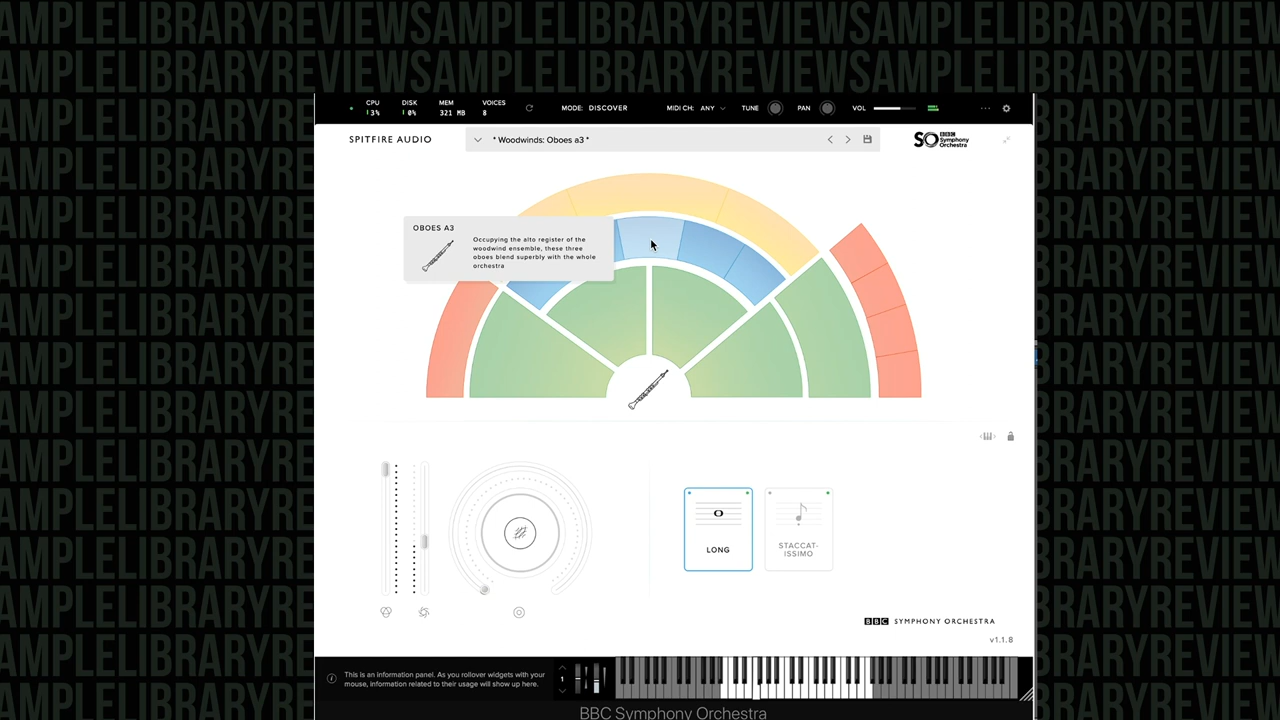 SAMPLELIBRARYREVIEWS
CPU
3%
DISK
0%
MEM
321 MB
VOICES
8
MODE: DISCOVER
MIDI CH: ANY
TUNE
PAN
VOL
SPITFIRE AUDIO
* Woodwinds: Oboes a3 *
SO BBC
Symphony
Orchestra
OBOES A3
Occupying the alto register of the
woodwind ensemble, these three
oboes blend superbly with the whole
orchestra
LONG
STACCAT-
ISSIMO
BBC SYMPHONY ORCHESTRA
v1.1.8
This is an information panel. As you rollover widgets with your
mouse, information related to their usage will show up here.
1
BBC Symphony Orchestra